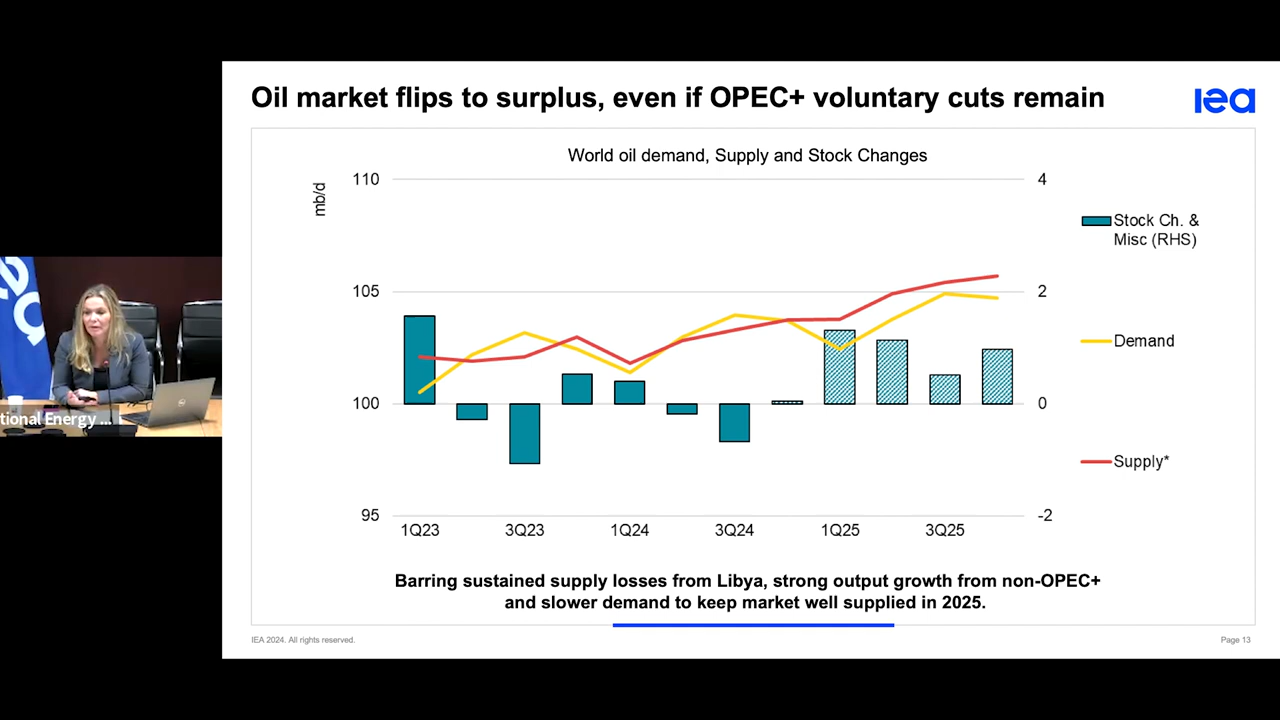 Oil market flips to surplus, even if OPEC+ voluntary cuts remain
iea
World oil demand, Supply and Stock Changes
mb/d
110
105
100
95
4
2
0
-2
Stock Ch. &
Misc (RHS)
Demand
Supply*
1Q23 3Q23 1Q24 3Q24 1Q25 3Q25
Barring sustained supply losses from Libya, strong output growth from non-OPEC+
and slower demand to keep market well supplied in 2025.
IEA 2024. All rights reserved.
Page 13
tional Energy ...
ea